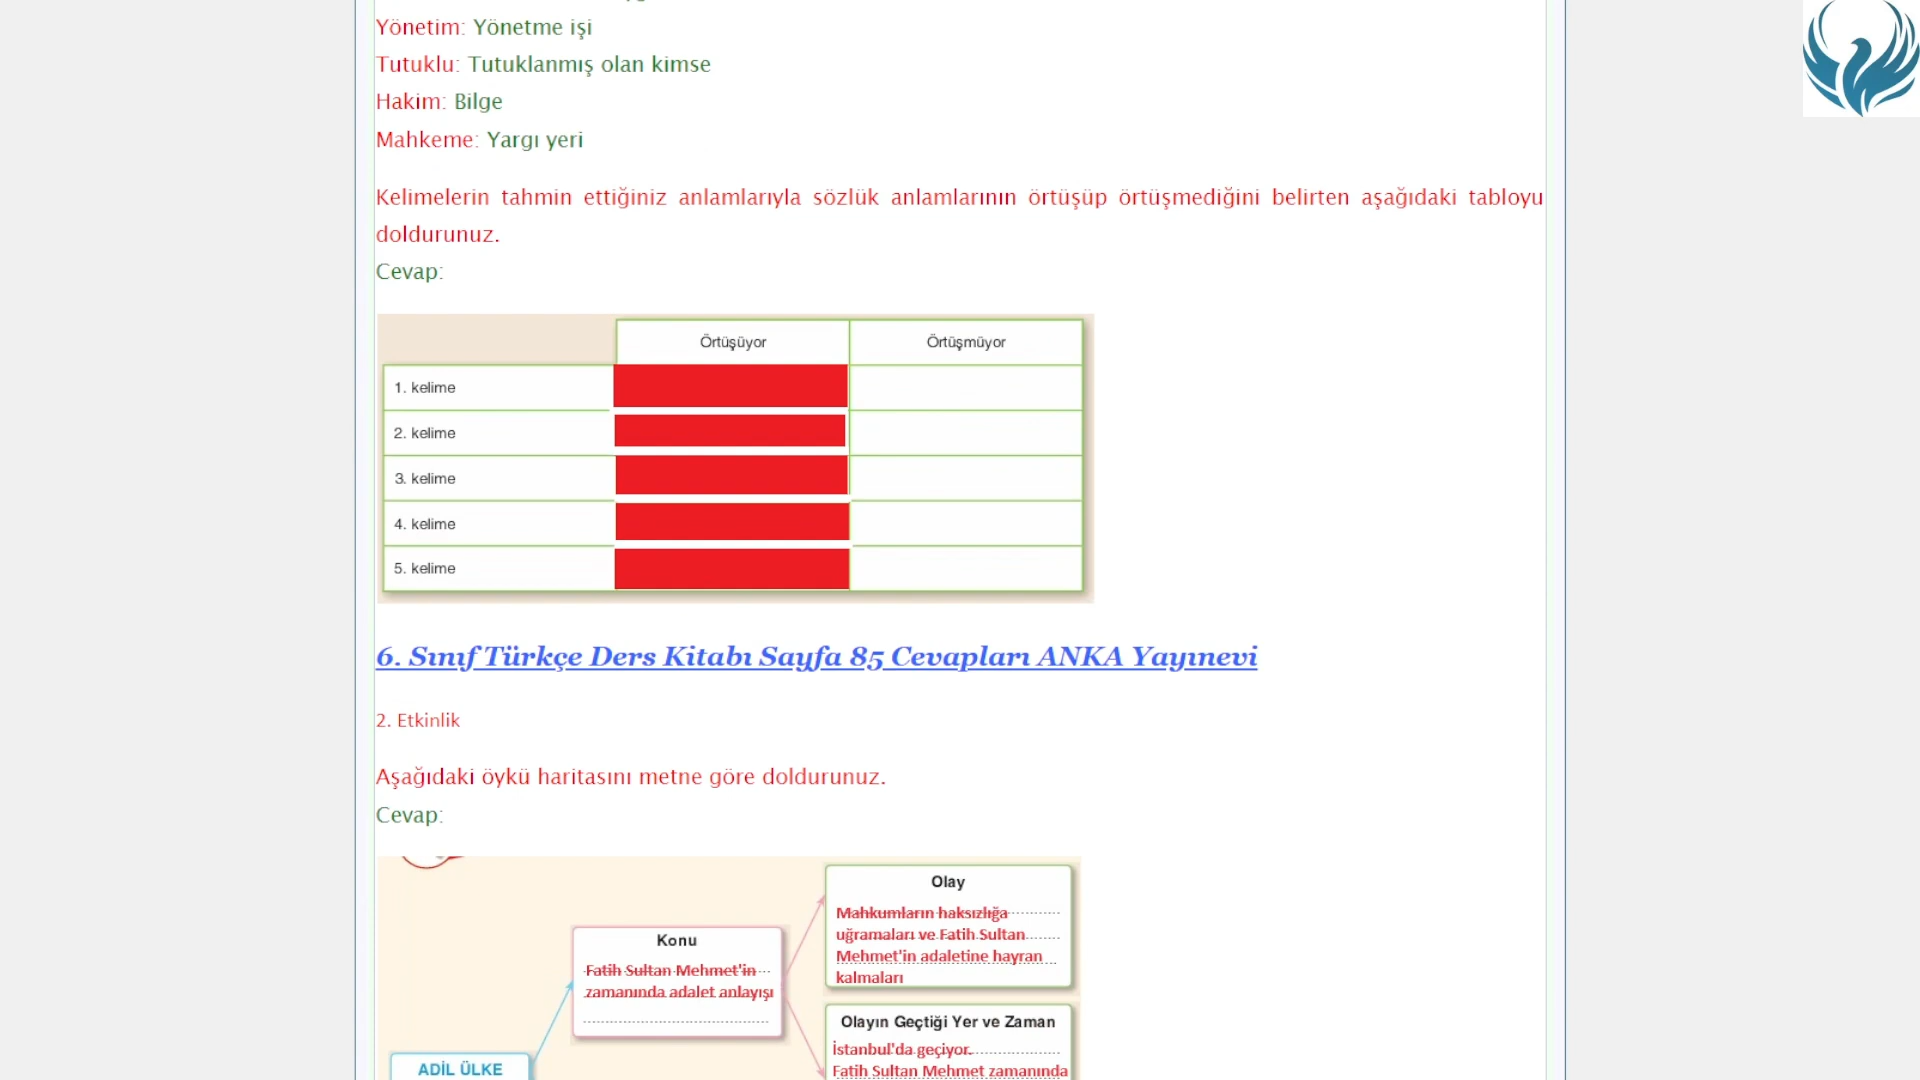 Yönetim: Yönetme işi
Tutuklu: Tutuklanmış olan kimse
Hakim: Bilge
Mahkeme: Yargı yeri
Kelimelerin tahmin ettiğiniz anlamlarıyla sözlük anlamlarının örtüşüp örtüşmediğini belirten aşağıdaki tabloyu
doldurunuz.
Cevap:
Örtüşüyor Örtüşmüyor
1. kelime
2. kelime
3. kelime
4. kelime
5. kelime
6. Sınıf Türkçe Ders Kitabı Sayfa 85 Cevapları ANKA Yayınevi
2. Etkinlik
Aşağıdaki öykü haritasını metne göre doldurunuz.
Cevap:
Olay
Mahkumların haksızlığa
uğramaları ve Fatih Sultan
Mehmet'in adaletine hayran
kalmaları
Konu
Fatih Sultan Mehmet'in
zamanında adalet anlayışı
Olayın Geçtiği Yer ve Zaman
İstanbul'da geçiyor.
Fatih Sultan Mehmet zamanında
ADİL ÜLKE